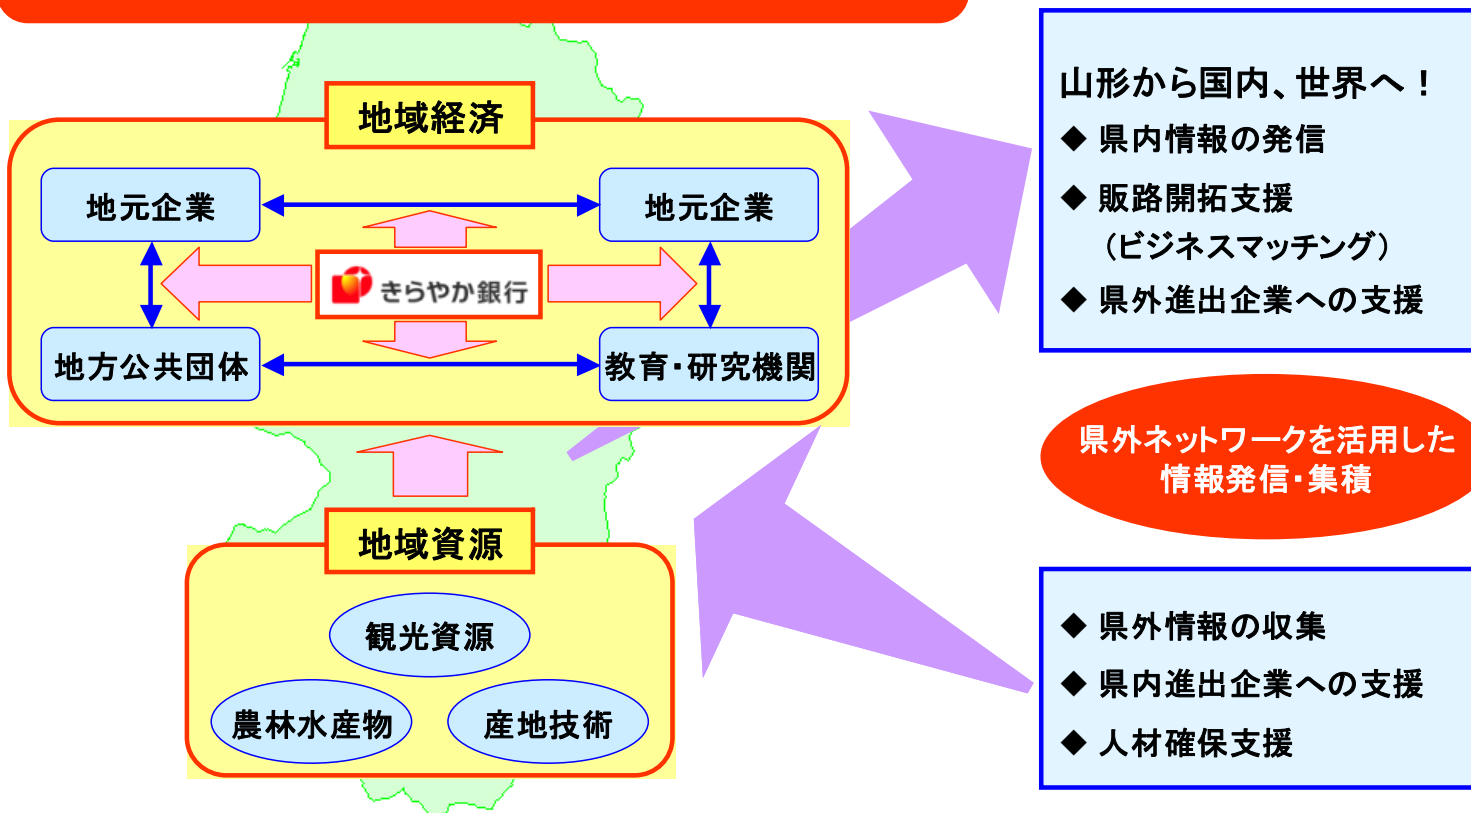 地域経済
地元企業
地元企業
きらやか銀行
地方公共団体
教育・研究機関
地域資源
観光資源
農林水産物
産地技術
山形から国内、世界へ！
◆ 県内情報の発信
◆ 販路開拓支援
（ビジネスマッチング）
◆ 県外進出企業への支援
県外ネットワークを活用した
情報発信・集積
◆ 県外情報の収集
◆ 県内進出企業への支援
◆ 人材確保支援